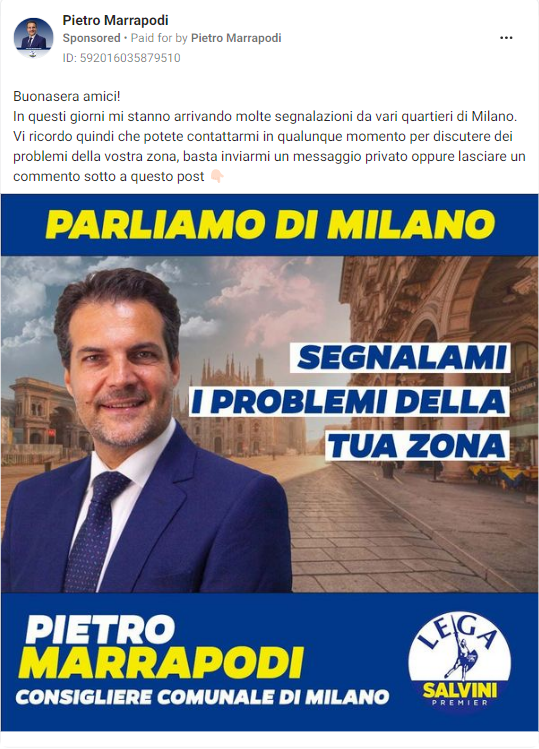 Pietro Marrapodi
Sponsored • Paid for by Pietro Marrapodi
ID: 592016035879510
Buonasera amici!
In questi giorni mi stanno arrivando molte segnalazioni da vari quartieri di Milano.
Vi ricordo quindi che potete contattarmi in qualunque momento per discutere dei
problemi della vostra zona, basta inviarmi un messaggio privato oppure lasciare un
commento sotto a questo post 👇🏻
PARLIAMO DI MILANO
SEGNALAMI
I PROBLEMI DELLA
TUA ZONA
PIETRO
MARRAPODI
CONSIGLIERE COMUNALE DI MILANO
LEGA
SALVINI
PREMIER